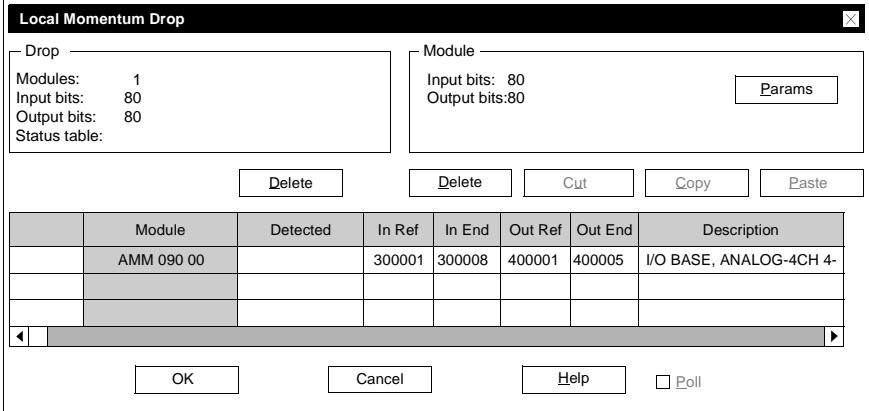 Local Momentum Drop
Drop
Modules: 1
Input bits: 80
Output bits: 80
Status table:
Module
Input bits: 80
Output bits:80
Params
Delete
Delete Cut Copy Paste
Module Detected In Ref In End Out Ref Out End Description
AMM 090 00 300001 300008 400001 400005 I/O BASE, ANALOG-4CH 4-
OK Cancel Help Poll